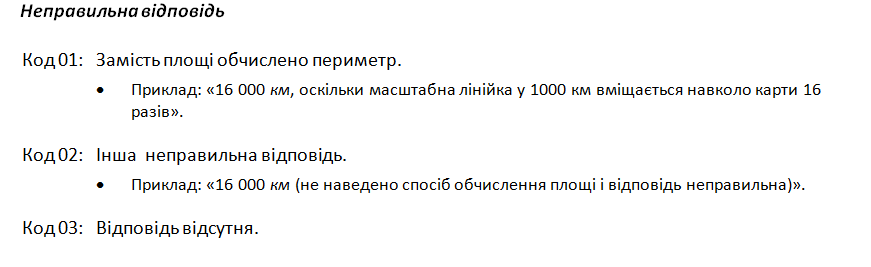 Неправильна відповідь
Код 01: Замість площі обчислено периметр.
• Приклад: «16 000 км, оскільки масштабна лінійка у 1000 км вміщається навколо карти 16
разів».
Код 02: Інша неправильна відповідь.
• Приклад: «16 000 км (не наведено спосіб обчислення площі і відповідь неправильна)».
Код 03: Відповідь відсутня.